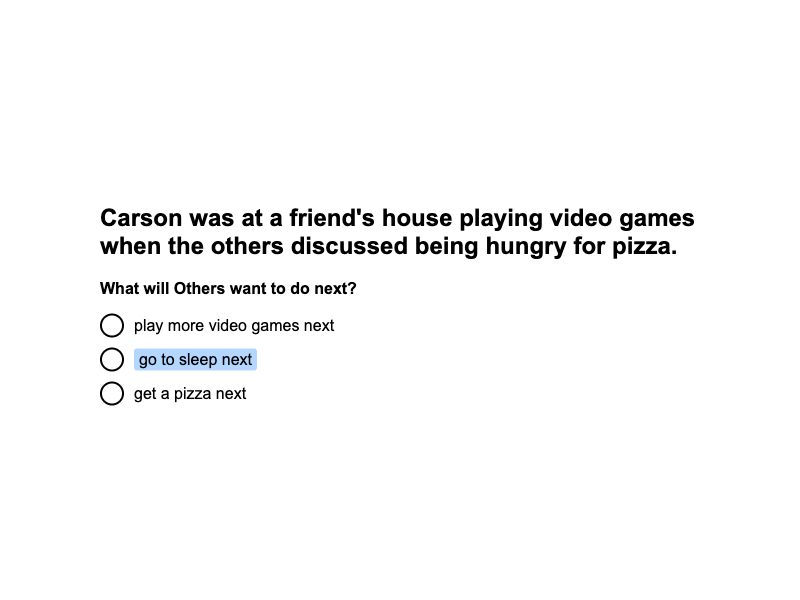 Carson was at a friend's house playing video games
when the others discussed being hungry for pizza.
What will Others want to do next?
play more video games next
go to sleep next
get a pizza next